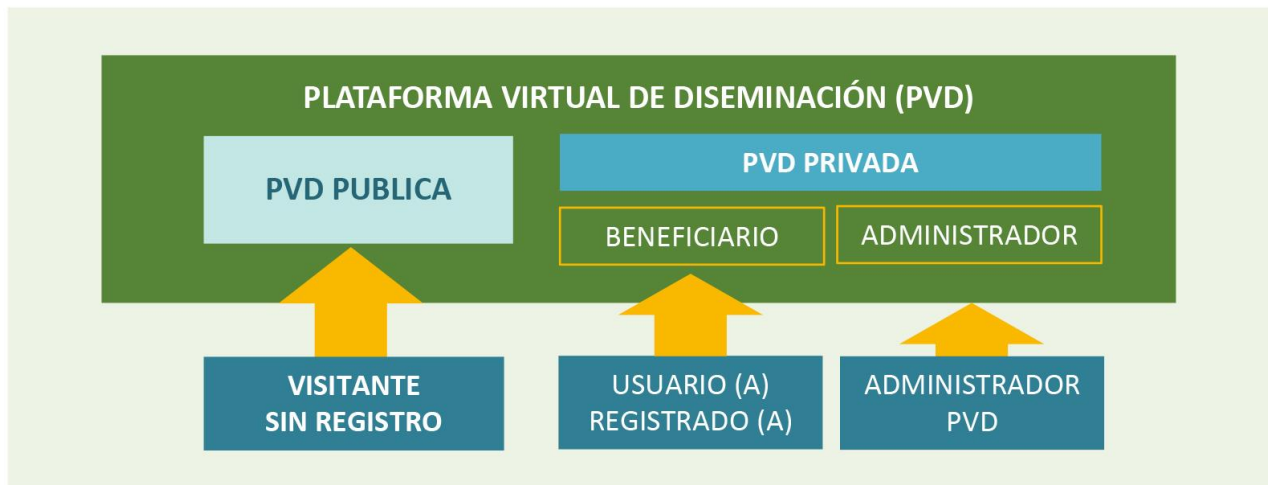 PLATAFORMA VIRTUAL DE DISEMINACIÓN (PVD)
PVD PUBLICA
PVD PRIVADA
BENEFICIARIO
ADMINISTRADOR
VISITANTE
SIN REGISTRO
USUARIO (A)
REGISTRADO (A)
ADMINISTRADOR
PVD